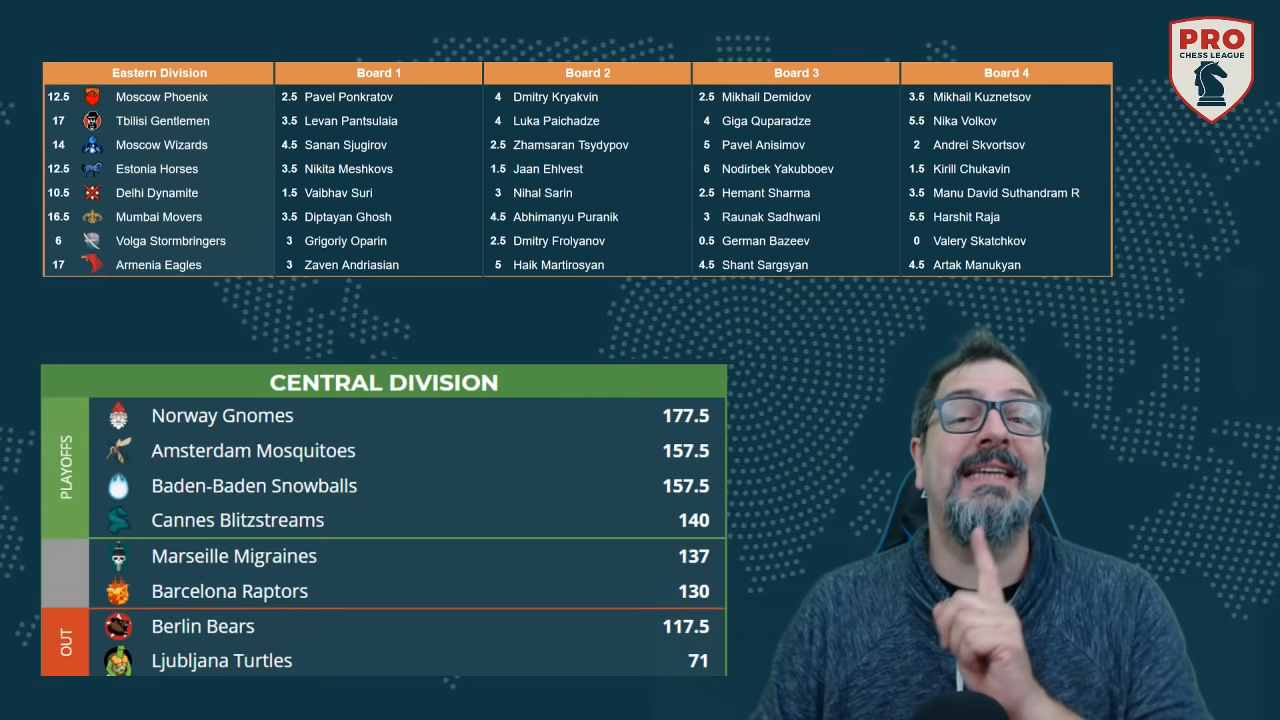 PRO
CHESS LEAGUE
Eastern Division Board 1 Board 2 Board 3 Board 4
12.5 Moscow Phoenix 2.5 Pavel Ponkratov 4 Dmitry Kryakvin 2.5 Mikhail Demidov 3.5 Mikhail Kuznetsov
17 Tbilisi Gentlemen 3.5 Levan Pantsulaia 4 Luka Paichadze 4 Giga Quparadze 5.5 Nika Volkov
14 Moscow Wizards 4.5 Sanan Sjugirov 2.5 Zhamsaran Tsydypov 5 Pavel Anisimov 2 Andrei Skvortsov
12.5 Estonia Horses 3.5 Nikita Meshkovs 1.5 Jaan Ehlvest 6 Nodirbek Yakubboev 1.5 Kirill Chukavin
10.5 Delhi Dynamite 1.5 Vaibhav Suri 3 Nihal Sarin 2.5 Hemant Sharma 3.5 Manu David Suthandram R
16.5 Mumbai Movers 3.5 Diptayan Ghosh 4.5 Abhimanyu Puranik 3 Raunak Sadhwani 5.5 Harshit Raja
6 Volga Stormbringers 3 Grigoriy Oparin 2.5 Dmitry Frolyanov 0.5 German Bazeev 0 Valery Skatchkov
17 Armenia Eagles 3 Zaven Andriasian 5 Haik Martirosyan 4.5 Shant Sargsyan 4.5 Artak Manukyan
CENTRAL DIVISION
PLAYOFFS
Norway Gnomes 177.5
Amsterdam Mosquitoes 157.5
Baden-Baden Snowballs 157.5
Cannes Blitzstreams 140
Marseille Migraines 137
Barcelona Raptors 130
OUT
Berlin Bears 117.5
Ljubljana Turtles 71